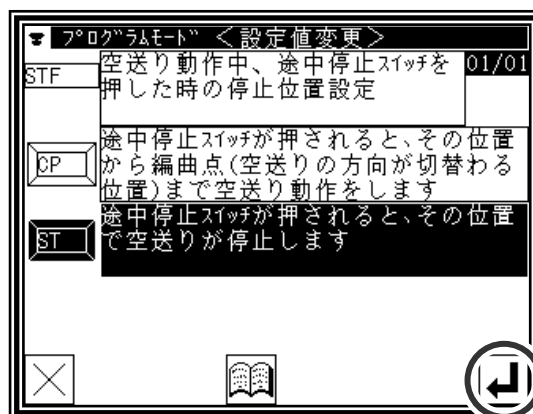 プログラムモード <設定値変更>
STF
空送り動作中、途中停止スイッチを
押した時の停止位置設定
01/01
CP
途中停止スイッチが押されると、その位置
から編曲点(空送りの方向が切替わる
位置)まで空送り動作をします
ST
途中停止スイッチが押されると、その位置
で空送りが停止します